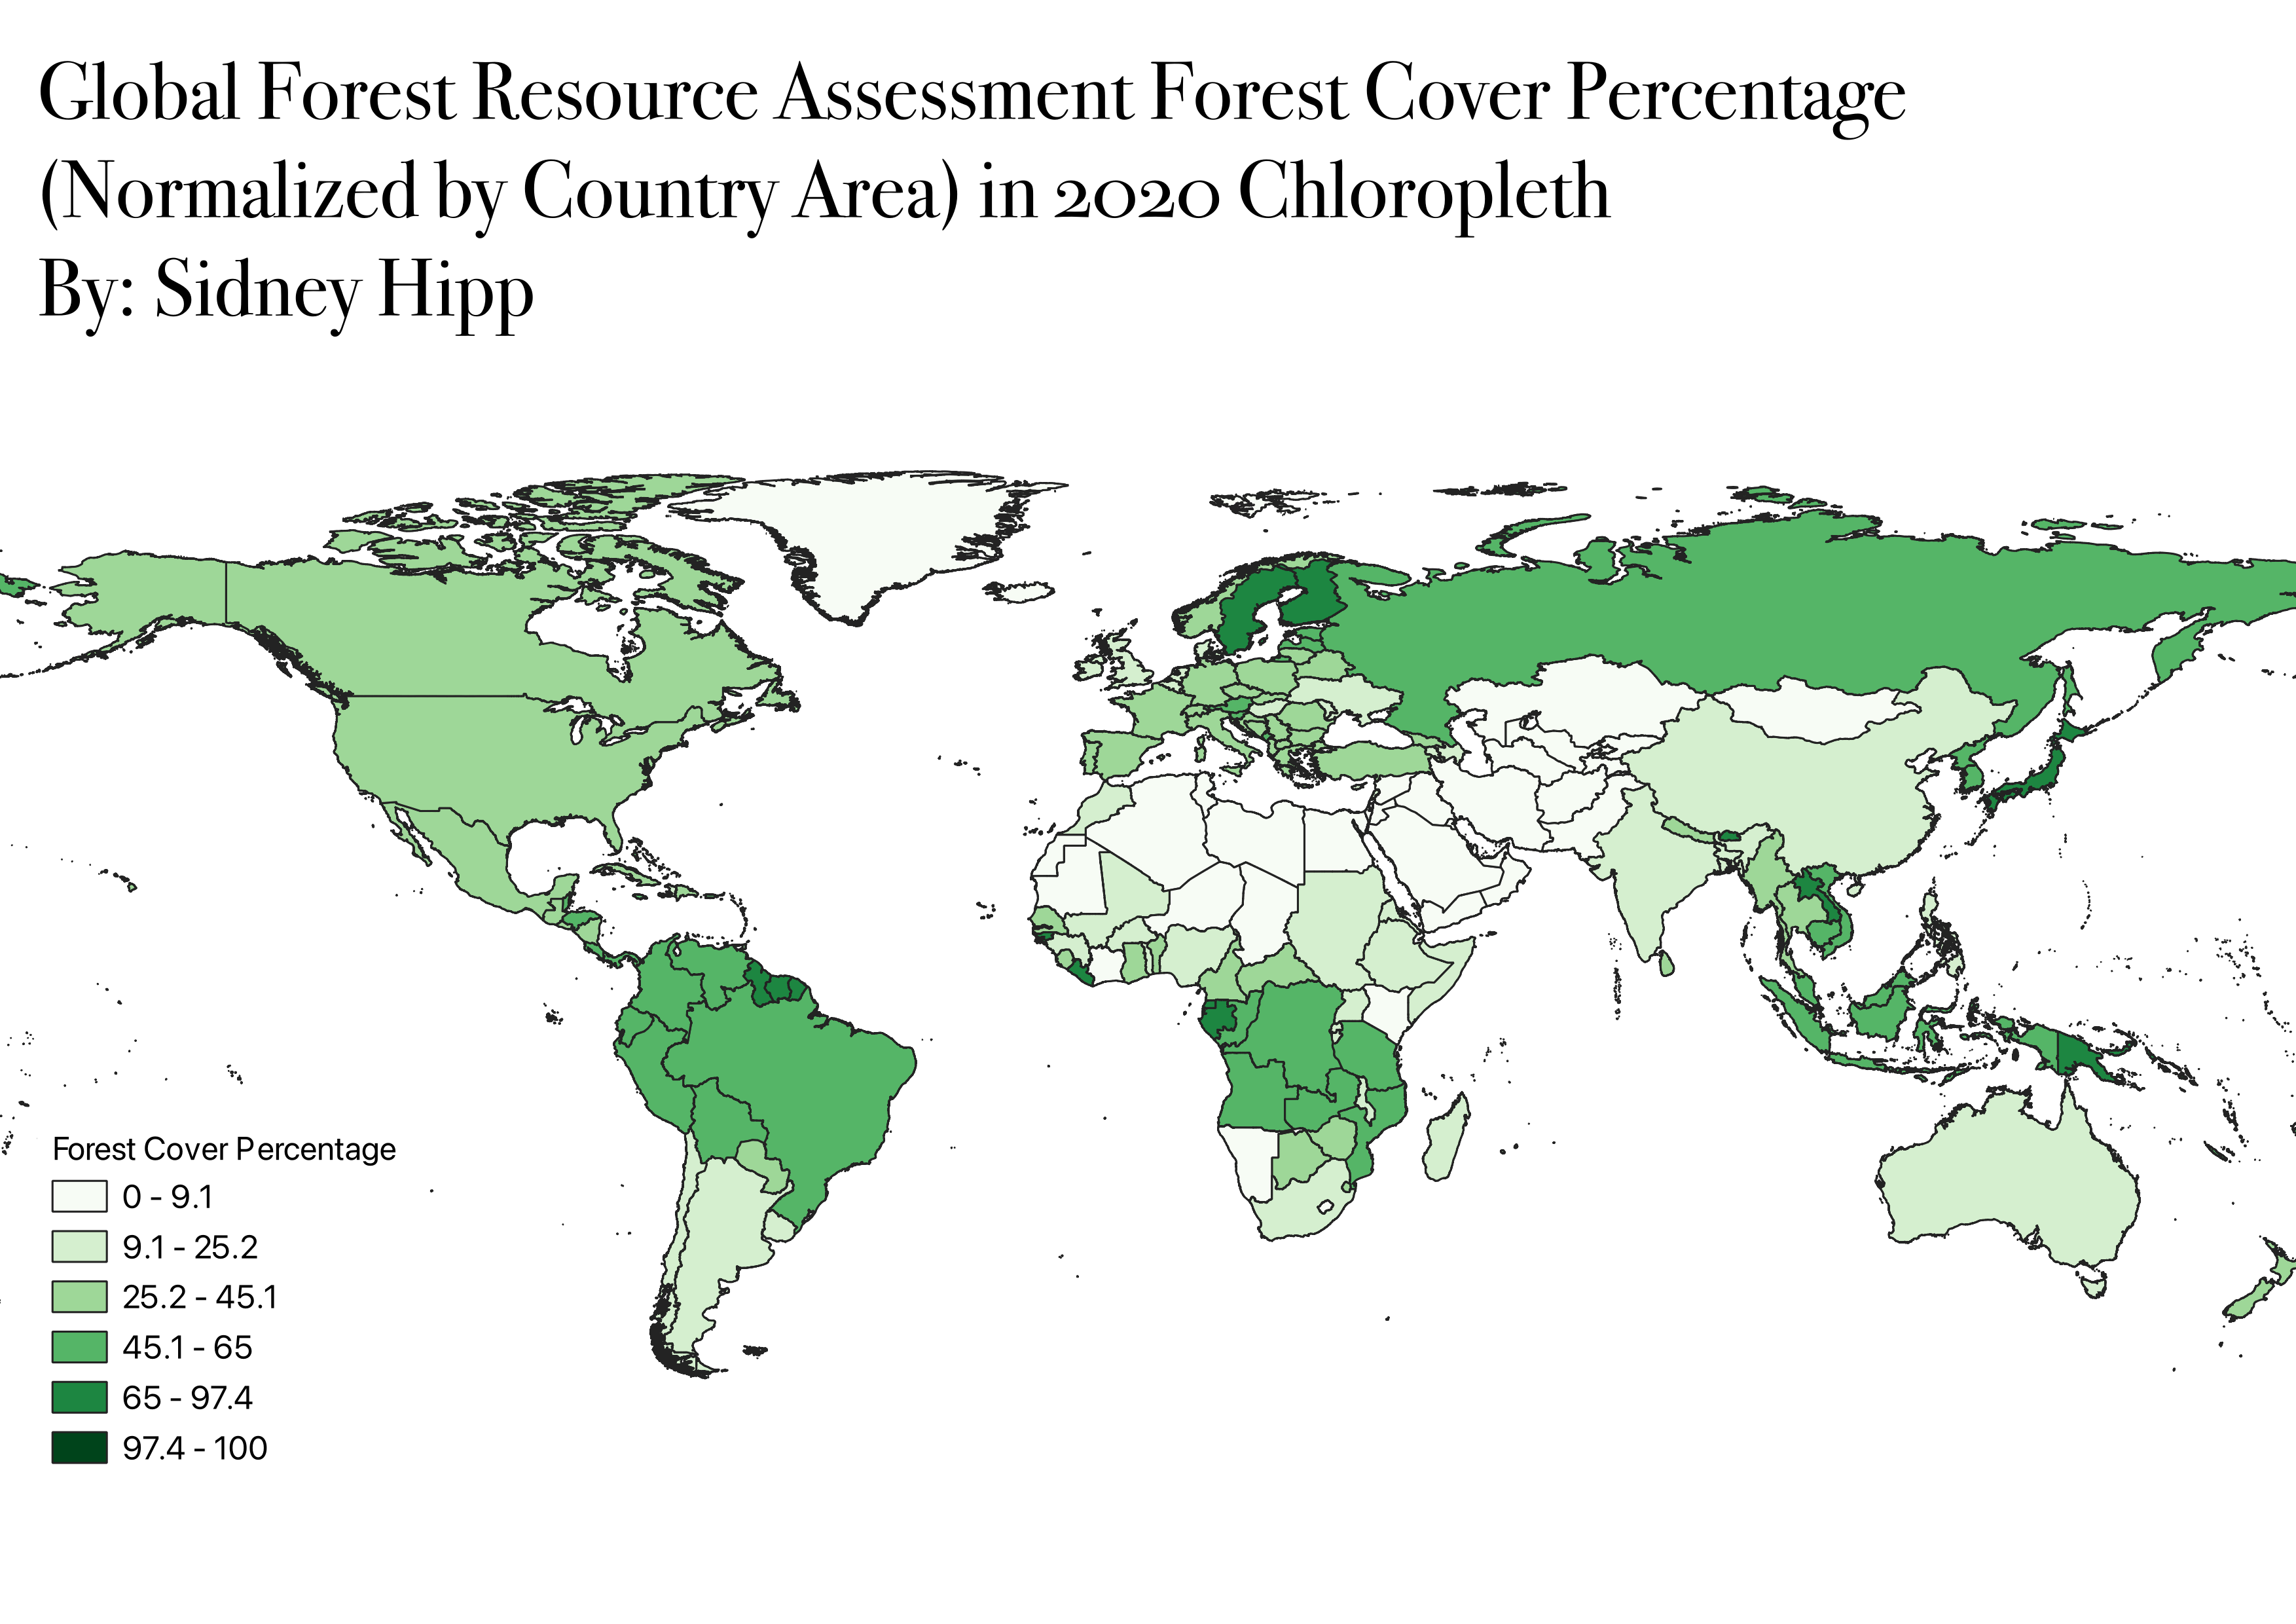 Global Forest Resource Assessment Forest Cover Percentage
(Normalized by Country Area) in 2020 Chloropleth
By: Sidney Hipp
Forest Cover Percentage
0 - 9.1
9.1 - 25.2
25.2 - 45.1
45.1 - 65
65 - 97.4
97.4 - 100